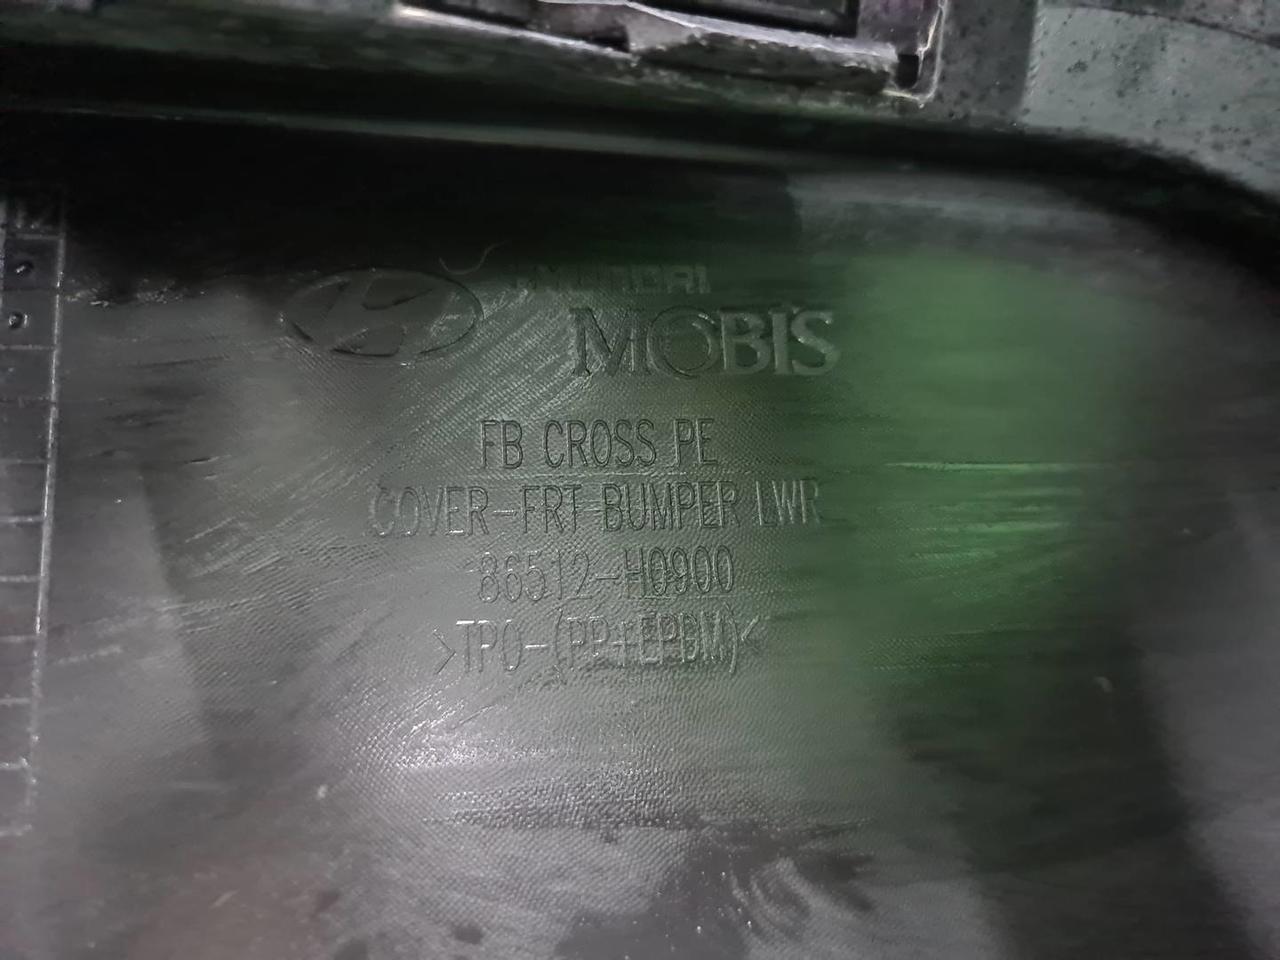 HYUNDAI
MOBIS
FB CROSS PE
COVER-FRT BUMPER LWR
86512-H0900
>TPO-(PP+EPDM)<